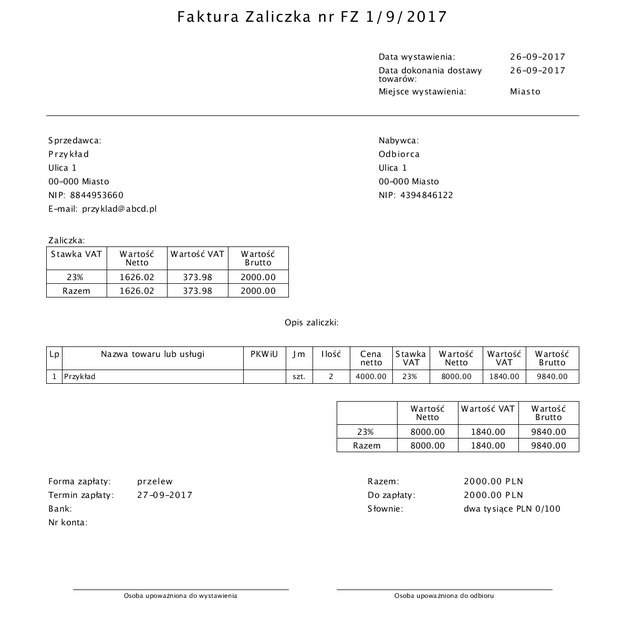 Faktura Zaliczka nr FZ 1/9/2017
Data wystawienia: 26-09-2017
Data dokonania dostawy towarów: 26-09-2017
Miejsce wystawienia: Miasto
Sprzedawca: Nabywca:
Przykład Odbiorca
Ulica 1 Ulica 1
00-000 Miasto 00-000 Miasto
NIP: 8844953660 NIP: 4394846122
E-mail: przyklad@abcd.pl
Zaliczka:
Stawka VAT Wartość Netto Wartość VAT Wartość Brutto
23% 1626.02 373.98 2000.00
Razem 1626.02 373.98 2000.00
Opis zaliczki:
Lp Nazwa towaru lub usługi PKWiU Jm Ilość Cena netto Stawka VAT Wartość Netto Wartość VAT Wartość Brutto
1 Przykład szt. 2 4000.00 23% 8000.00 1840.00 9840.00
Wartość Netto Wartość VAT Wartość Brutto
23% 8000.00 1840.00 9840.00
Razem 8000.00 1840.00 9840.00
Forma zapłaty: przelew Razem: 2000.00 PLN
Termin zapłaty: 27-09-2017 Do zapłaty: 2000.00 PLN
Bank: Słownie: dwa tysiące PLN 0/100
Nr konta:
Osoba upoważniona do wystawienia Osoba upoważniona do odbioru